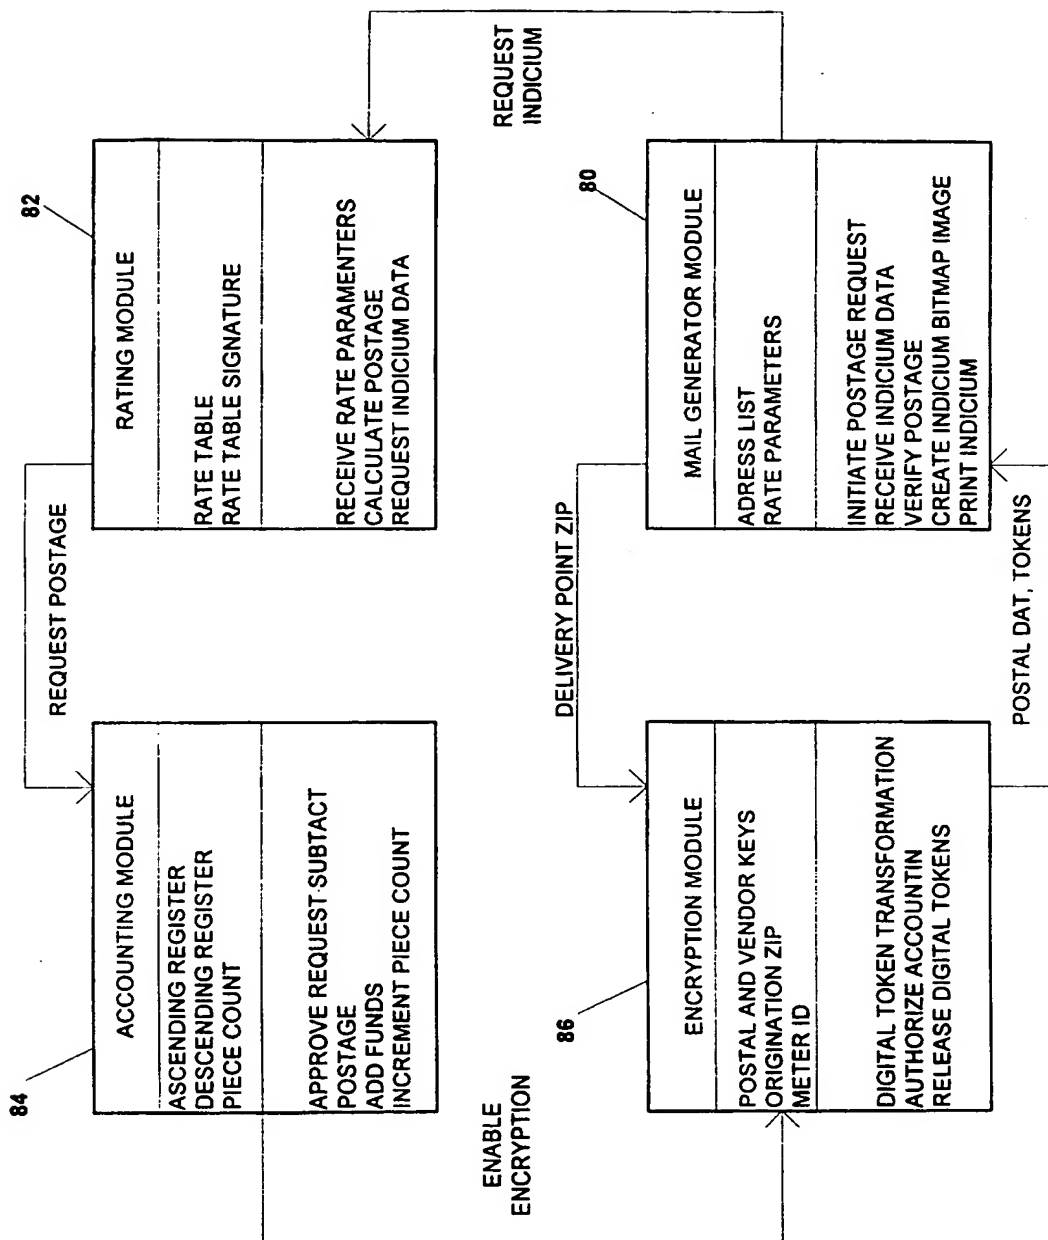 84
REQUEST POSTAGE
82
ACCOUNTING MODULE
ASCENDING REGISTER
DESCENDING REGISTER
PIECE COUNT
APPROVE REQUEST SUBTACT
POSTAGE
ADD FUNDS
INCREMENT PIECE COUNT
RATING MODULE
RATE TABLE
RATE TABLE SIGNATURE
RECEIVE RATE PARAMENTERS
CALCULATE POSTAGE
REQUEST INDICIUM DATA
ENABLE
ENCRYPTION
REQUEST
INDICIUM
86
DELIVERY POINT ZIP
80
ENCRYPTION MODULE
POSTAL AND VENDOR KEYS
ORIGINATION ZIP
METER ID
DIGITAL TOKEN TRANSFORMATION
AUTHORIZE ACCOUNTIN
RELEASE DIGITAL TOKENS
MAIL GENERATOR MODULE
ADRESS LIST
RATE PARAMETERS
INITIATE POSTAGE REQUEST
RECEIVE INDICIUM DATA
VERIFY POSTAGE
CREATE INDICIUM BITMAP IMAGE
PRINT INDICIUM
POSTAL DAT, TOKENS